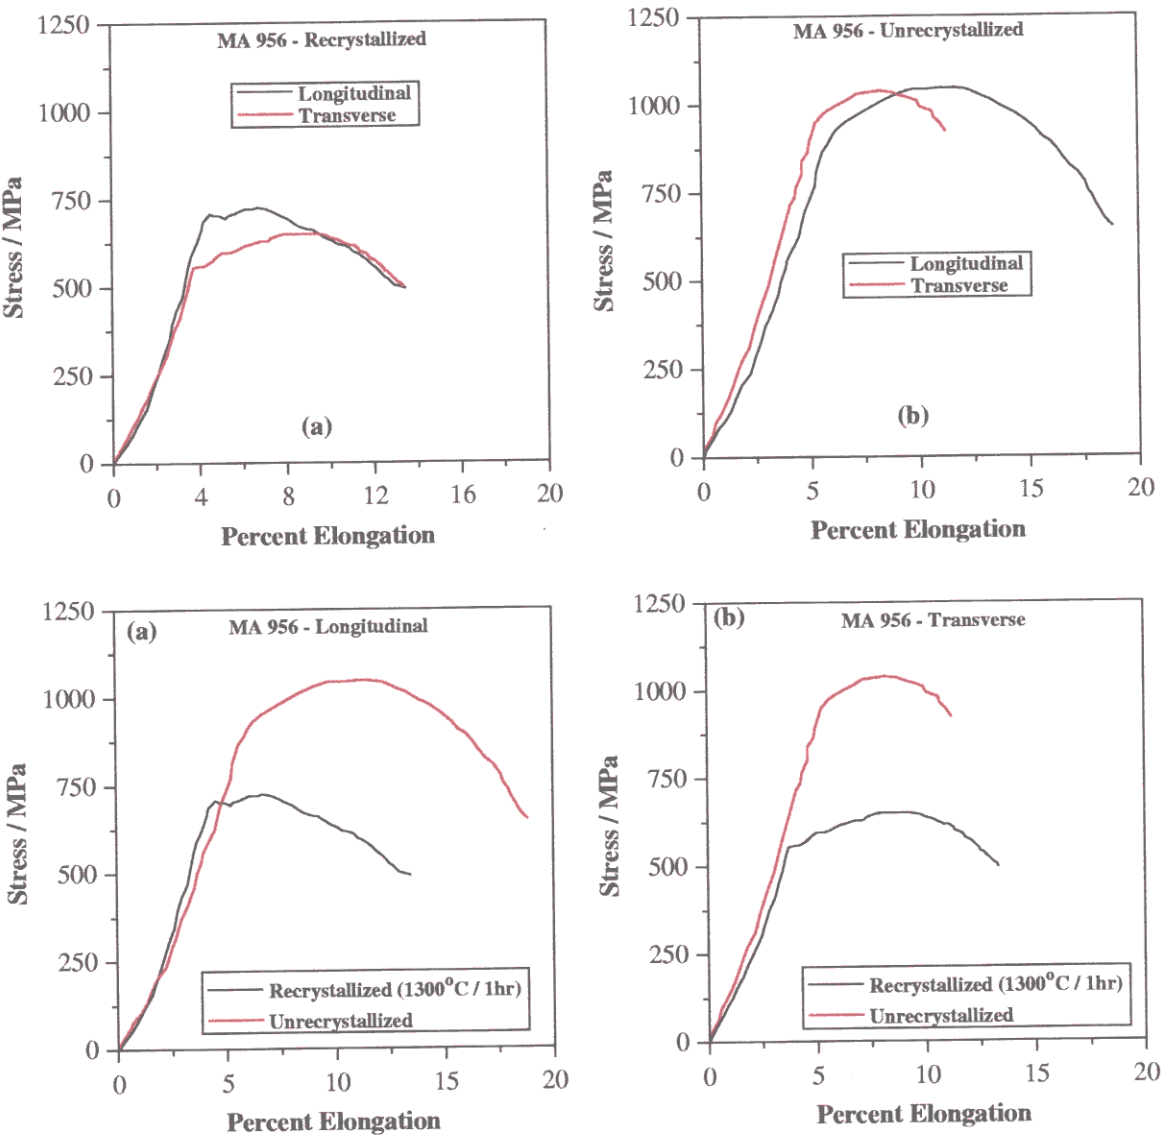 MA 956 - Recrystallized
Longitudinal
Transverse
1250
1000
750
500
250
0
Stress / MPa
(a)
0 4 8 12 16 20
Percent Elongation
MA 956 - Unrecrystallized
1250
1000
750
500
250
0
Stress / MPa
Longitudinal
Transverse
(b)
0 5 10 15 20
Percent Elongation
(a) MA 956 - Longitudinal
1250
1000
750
500
250
0
Stress / MPa
Recrystallized (1300°C / 1hr)
Unrecrystallized
0 5 10 15 20
Percent Elongation
(b) MA 956 - Transverse
1250
1000
750
500
250
0
Stress / MPa
Recrystallized (1300°C / 1hr)
Unrecrystallized
0 5 10 15 20
Percent Elongation